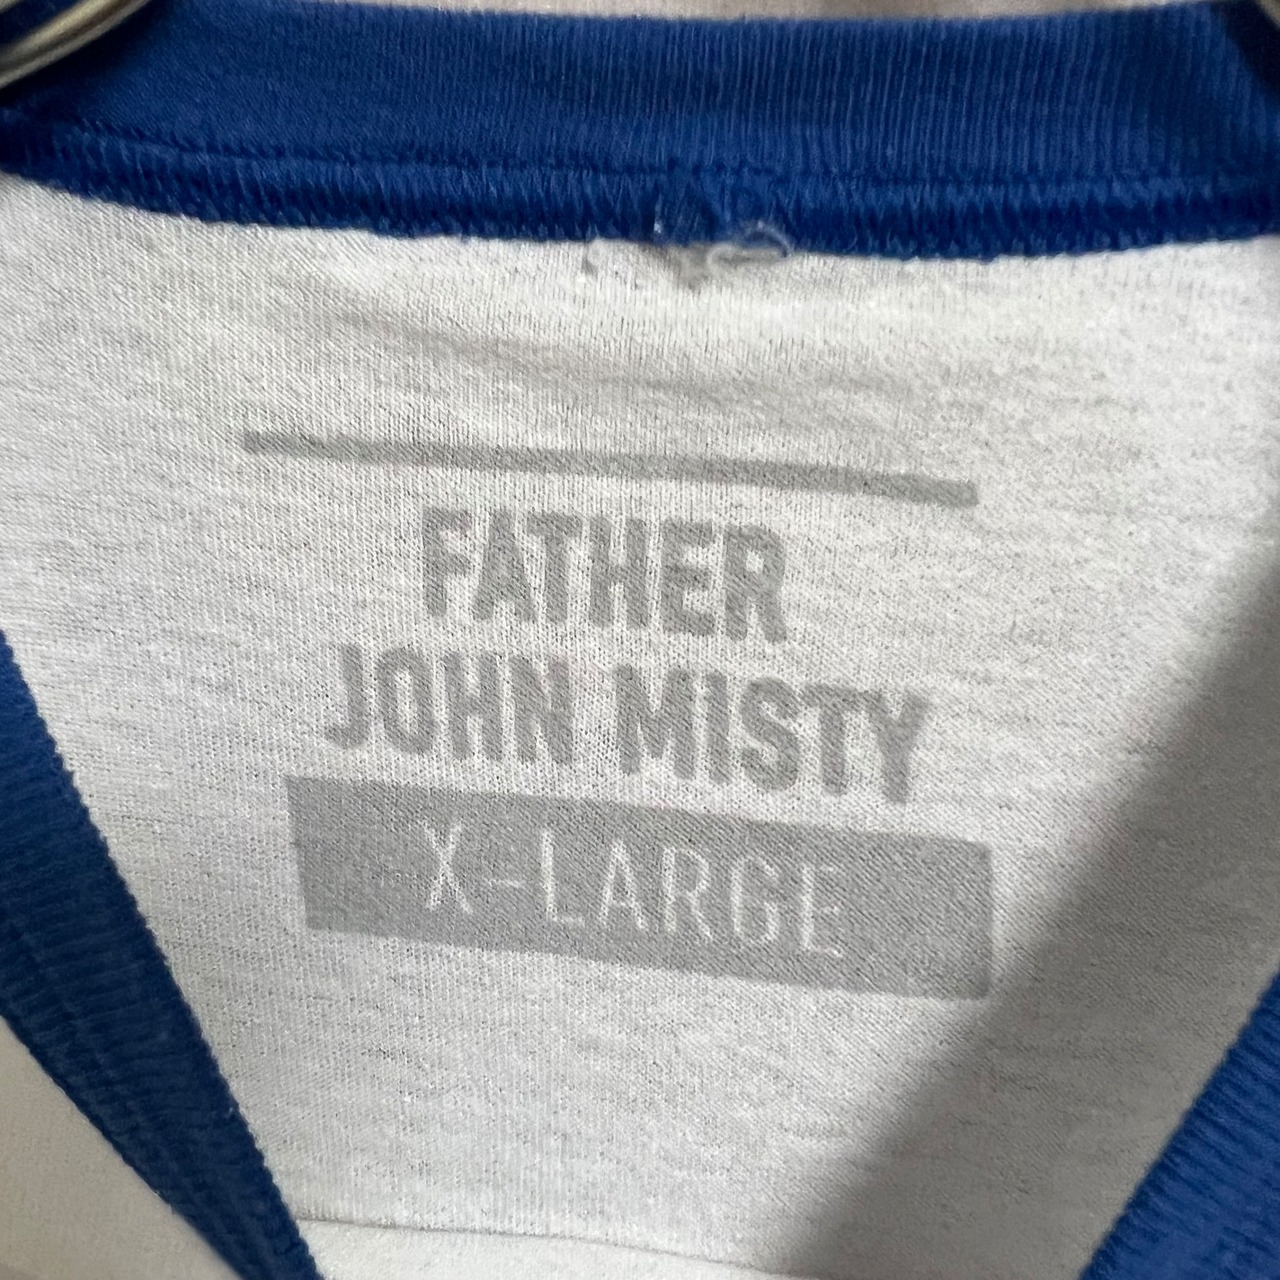 FATHER
JOHN MISTY
X-LARGE